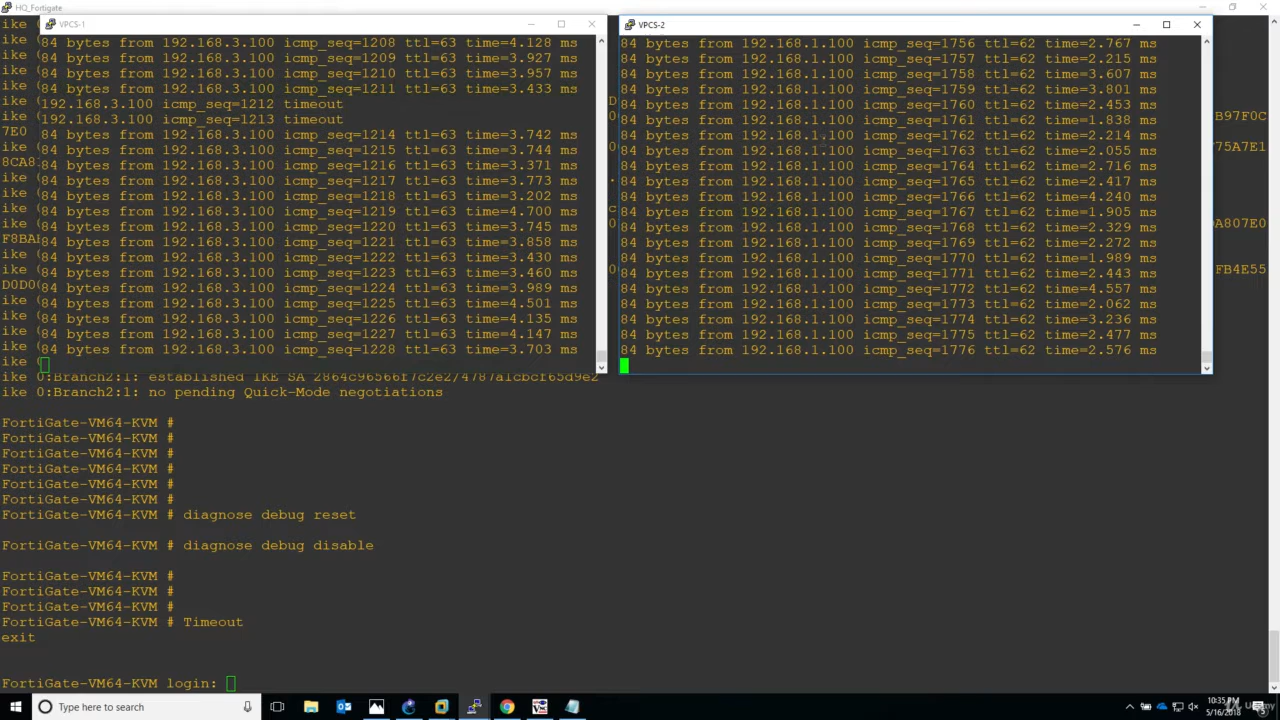 HQ_Fortigate
VPCS-1
84 bytes from 192.168.3.100 icmp_seq=1208 ttl=63 time=4.128 ms
84 bytes from 192.168.3.100 icmp_seq=1209 ttl=63 time=3.927 ms
84 bytes from 192.168.3.100 icmp_seq=1210 ttl=63 time=3.957 ms
84 bytes from 192.168.3.100 icmp_seq=1211 ttl=63 time=3.433 ms
192.168.3.100 icmp_seq=1212 timeout
192.168.3.100 icmp_seq=1213 timeout
84 bytes from 192.168.3.100 icmp_seq=1214 ttl=63 time=3.742 ms
84 bytes from 192.168.3.100 icmp_seq=1215 ttl=63 time=3.744 ms
84 bytes from 192.168.3.100 icmp_seq=1216 ttl=63 time=3.371 ms
84 bytes from 192.168.3.100 icmp_seq=1217 ttl=63 time=3.773 ms
84 bytes from 192.168.3.100 icmp_seq=1218 ttl=63 time=3.202 ms
84 bytes from 192.168.3.100 icmp_seq=1219 ttl=63 time=4.700 ms
84 bytes from 192.168.3.100 icmp_seq=1220 ttl=63 time=3.745 ms
84 bytes from 192.168.3.100 icmp_seq=1221 ttl=63 time=3.858 ms
84 bytes from 192.168.3.100 icmp_seq=1222 ttl=63 time=3.430 ms
84 bytes from 192.168.3.100 icmp_seq=1223 ttl=63 time=3.460 ms
84 bytes from 192.168.3.100 icmp_seq=1224 ttl=63 time=3.989 ms
84 bytes from 192.168.3.100 icmp_seq=1225 ttl=63 time=4.501 ms
84 bytes from 192.168.3.100 icmp_seq=1226 ttl=63 time=4.135 ms
84 bytes from 192.168.3.100 icmp_seq=1227 ttl=63 time=4.147 ms
84 bytes from 192.168.3.100 icmp_seq=1228 ttl=63 time=3.703 ms
VPCS-2
84 bytes from 192.168.1.100 icmp_seq=1756 ttl=62 time=2.767 ms
84 bytes from 192.168.1.100 icmp_seq=1757 ttl=62 time=2.215 ms
84 bytes from 192.168.1.100 icmp_seq=1758 ttl=62 time=3.607 ms
84 bytes from 192.168.1.100 icmp_seq=1759 ttl=62 time=3.801 ms
84 bytes from 192.168.1.100 icmp_seq=1760 ttl=62 time=2.453 ms
84 bytes from 192.168.1.100 icmp_seq=1761 ttl=62 time=1.838 ms
84 bytes from 192.168.1.100 icmp_seq=1762 ttl=62 time=2.214 ms
84 bytes from 192.168.1.100 icmp_seq=1763 ttl=62 time=2.055 ms
84 bytes from 192.168.1.100 icmp_seq=1764 ttl=62 time=2.716 ms
84 bytes from 192.168.1.100 icmp_seq=1765 ttl=62 time=2.417 ms
84 bytes from 192.168.1.100 icmp_seq=1766 ttl=62 time=4.240 ms
84 bytes from 192.168.1.100 icmp_seq=1767 ttl=62 time=1.905 ms
84 bytes from 192.168.1.100 icmp_seq=1768 ttl=62 time=2.329 ms
84 bytes from 192.168.1.100 icmp_seq=1769 ttl=62 time=2.272 ms
84 bytes from 192.168.1.100 icmp_seq=1770 ttl=62 time=1.989 ms
84 bytes from 192.168.1.100 icmp_seq=1771 ttl=62 time=2.443 ms
84 bytes from 192.168.1.100 icmp_seq=1772 ttl=62 time=4.557 ms
84 bytes from 192.168.1.100 icmp_seq=1773 ttl=62 time=2.062 ms
84 bytes from 192.168.1.100 icmp_seq=1774 ttl=62 time=3.236 ms
84 bytes from 192.168.1.100 icmp_seq=1775 ttl=62 time=2.477 ms
84 bytes from 192.168.1.100 icmp_seq=1776 ttl=62 time=2.576 ms
ike 0:Branch2:1: established IKE SA 2864c96566f7c2e2/4787a1cbcf65d9e2
ike 0:Branch2:1: no pending Quick-Mode negotiations
FortiGate-VM64-KVM #
FortiGate-VM64-KVM #
FortiGate-VM64-KVM #
FortiGate-VM64-KVM #
FortiGate-VM64-KVM #
FortiGate-VM64-KVM #
FortiGate-VM64-KVM # diagnose debug reset
FortiGate-VM64-KVM # diagnose debug disable
FortiGate-VM64-KVM #
FortiGate-VM64-KVM #
FortiGate-VM64-KVM #
FortiGate-VM64-KVM # Timeout
exit
FortiGate-VM64-KVM login:
Type here to search
10:35 PM
5/16/2018